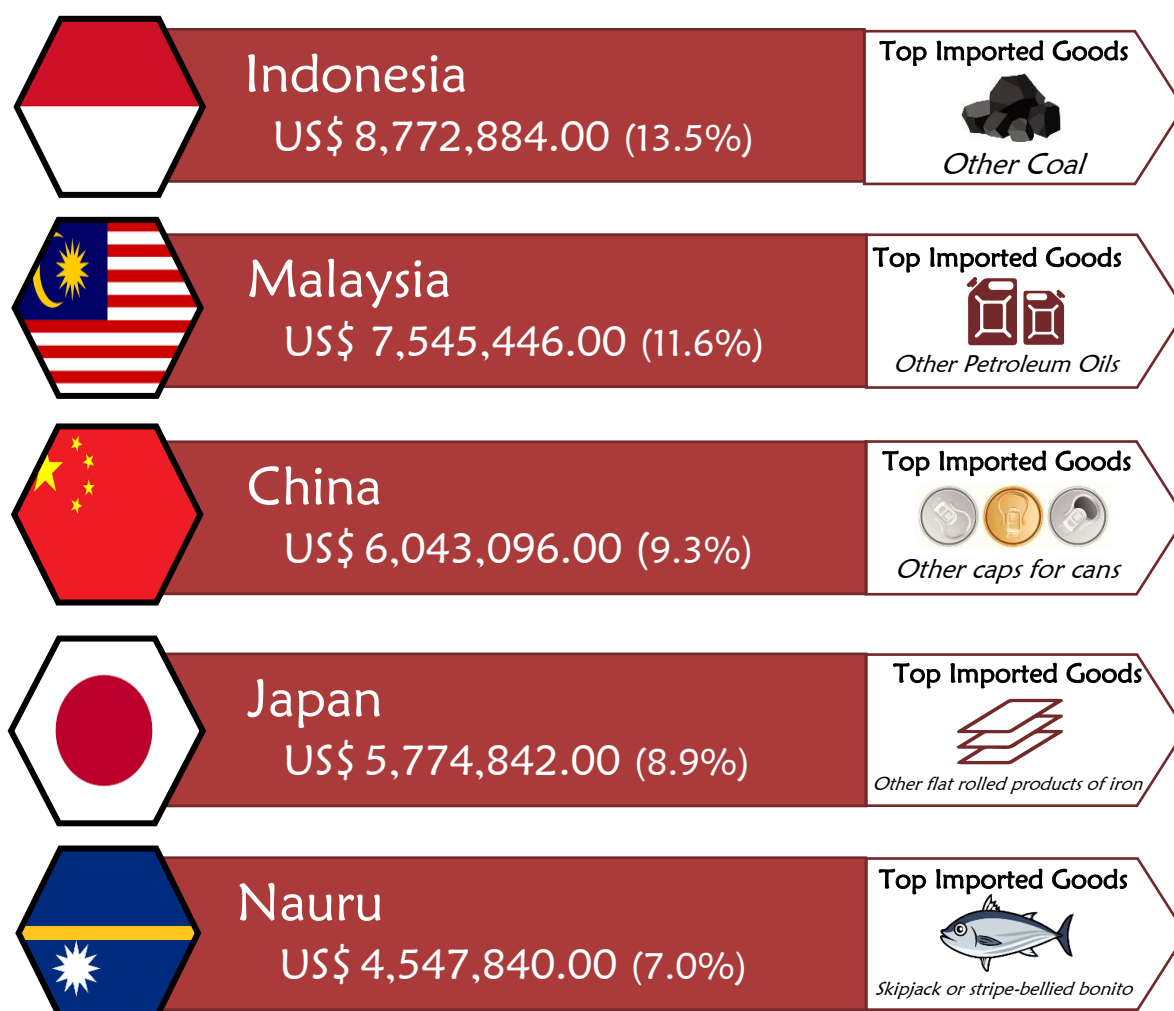 Indonesia
US$ 8,772,884.00 (13.5%)
Top Imported Goods
Other Coal
Malaysia
US$ 7,545,446.00 (11.6%)
Top Imported Goods
Other Petroleum Oils
China
US$ 6,043,096.00 (9.3%)
Top Imported Goods
Other caps for cans
Japan
US$ 5,774,842.00 (8.9%)
Top Imported Goods
Other flat rolled products of iron
Nauru
US$ 4,547,840.00 (7.0%)
Top Imported Goods
Skipjack or stripe-bellied bonito